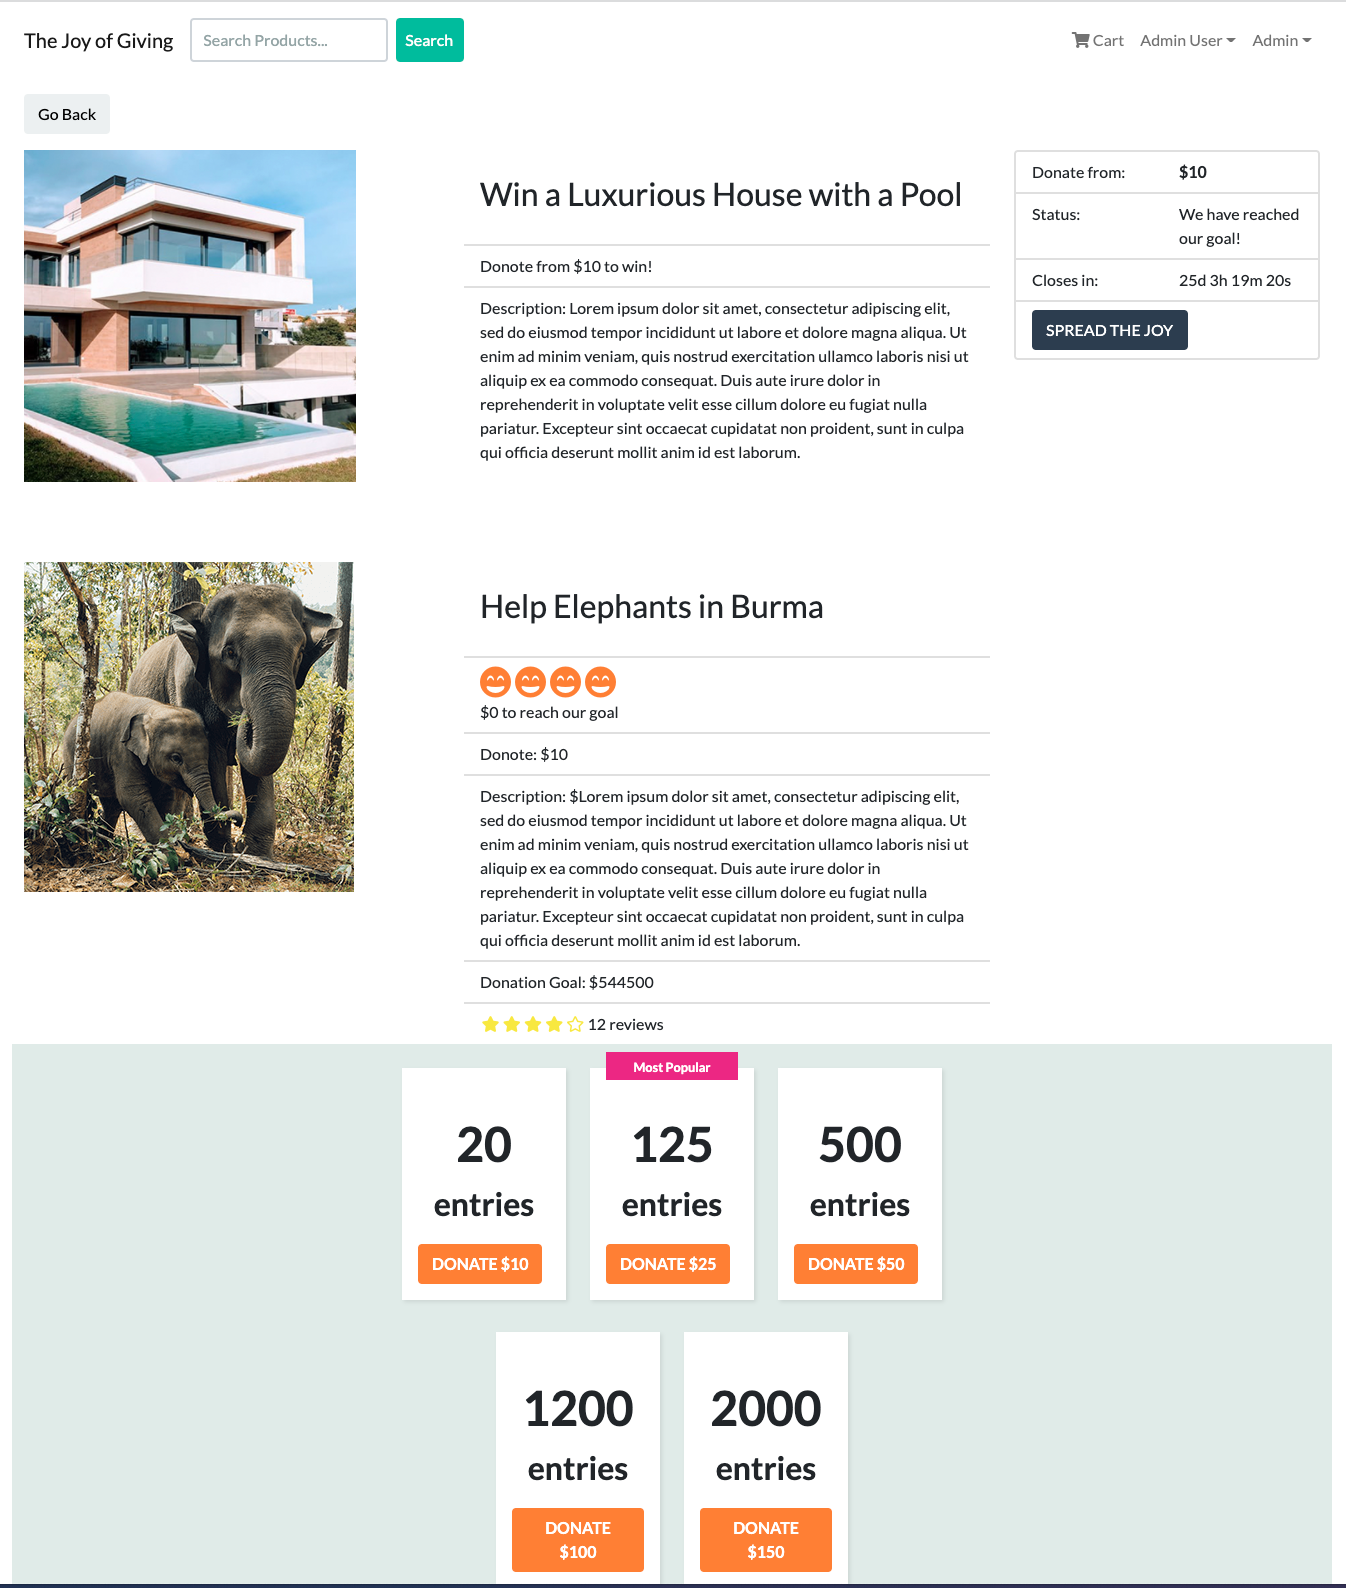 The Joy of Giving
Search Products...
Search
Cart
Admin User
Admin
Go Back
Win a Luxurious House with a Pool
Donote from $10 to win!
Description: Lorem ipsum dolor sit amet, consectetur adipiscing elit,
sed do eiusmod tempor incididunt ut labore et dolore magna aliqua. Ut
enim ad minim veniam, quis nostrud exercitation ullamco laboris nisi ut
aliquip ex ea commodo consequat. Duis aute irure dolor in
reprehenderit in voluptate velit esse cillum dolore eu fugiat nulla
pariatur. Excepteur sint occaecat cupidatat non proident, sunt in culpa
qui officia deserunt mollit anim id est laborum.
Donate from: $10
Status: We have reached
our goal!
Closes in: 25d 3h 19m 20s
SPREAD THE JOY
Help Elephants in Burma
$0 to reach our goal
Donote: $10
Description: $Lorem ipsum dolor sit amet, consectetur adipiscing elit,
sed do eiusmod tempor incididunt ut labore et dolore magna aliqua. Ut
enim ad minim veniam, quis nostrud exercitation ullamco laboris nisi ut
aliquip ex ea commodo consequat. Duis aute irure dolor in
reprehenderit in voluptate velit esse cillum dolore eu fugiat nulla
pariatur. Excepteur sint occaecat cupidatat non proident, sunt in culpa
qui officia deserunt mollit anim id est laborum.
Donation Goal: $544500
12 reviews
20
entries
DONATE $10
Most Popular
125
entries
DONATE $25
500
entries
DONATE $50
1200
entries
DONATE
$100
2000
entries
DONATE
$150